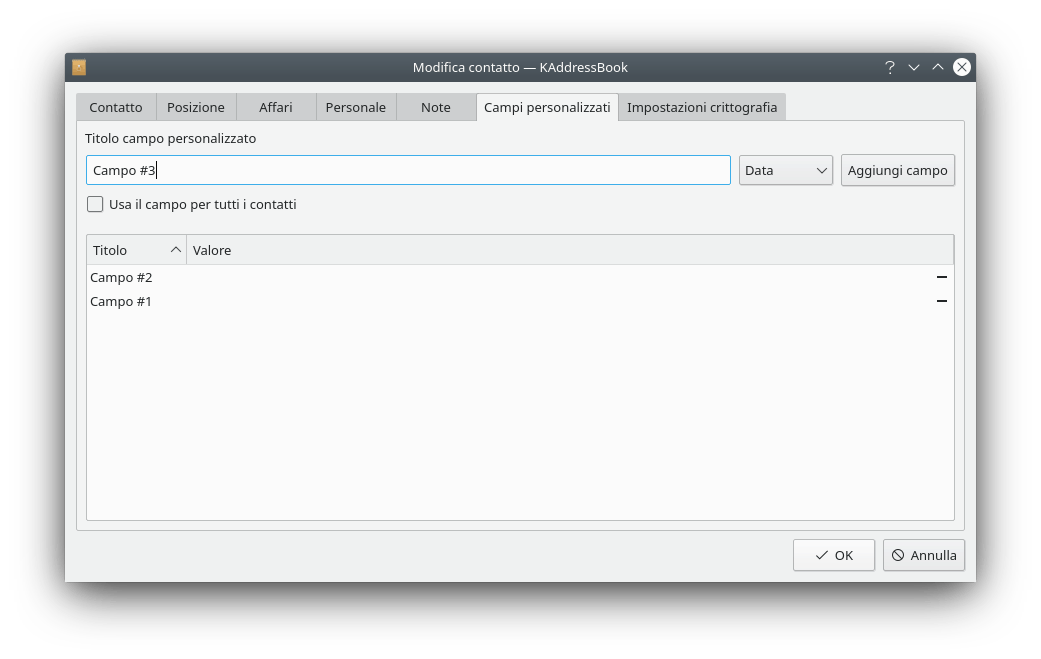 Modifica contatto — KAddressBook
Contatto Posizione Affari Personale Note Campi personalizzati Impostazioni crittografia
Titolo campo personalizzato
Campo #3 Data Aggiungi campo
Usa il campo per tutti i contatti
Titolo Valore
Campo #2
Campo #1
OK Annulla